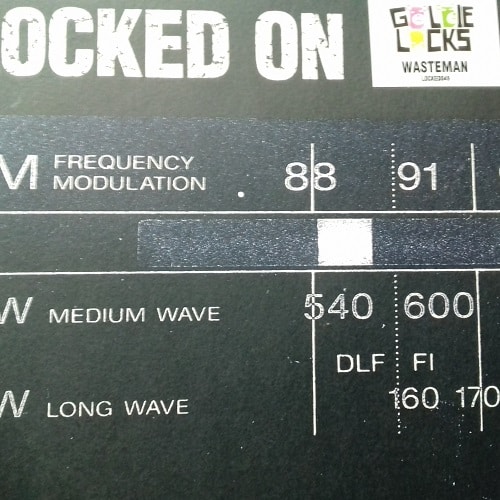 OCKED ON
GOLDIE
LOCKS
WASTEMAN
LOCKED049
M FREQUENCY
MODULATION
88 91
W MEDIUM WAVE 540 600
DLF FI
W LONG WAVE 160 170